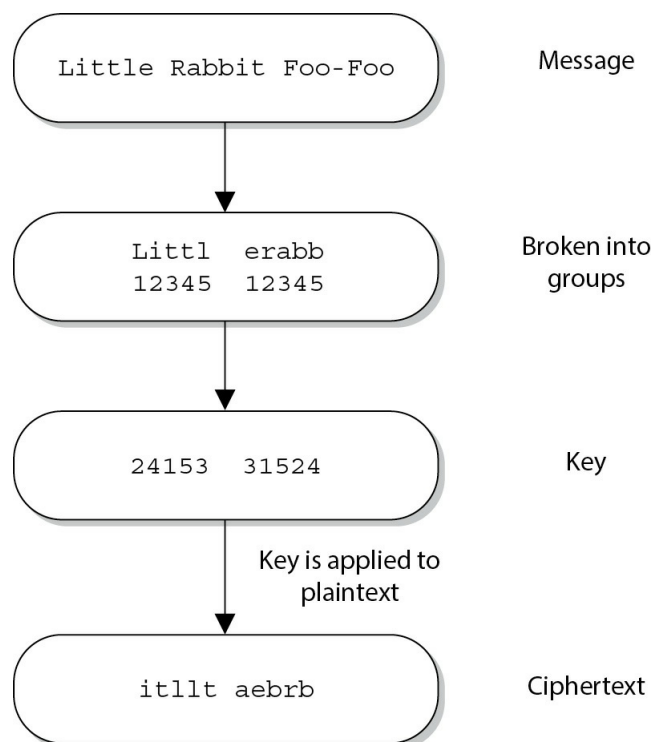 Little Rabbit Foo-Foo
Message
Littl erabb
12345 12345
Broken into
groups
24153 31524
Key
Key is applied to
plaintext
itllt aebrb
Ciphertext